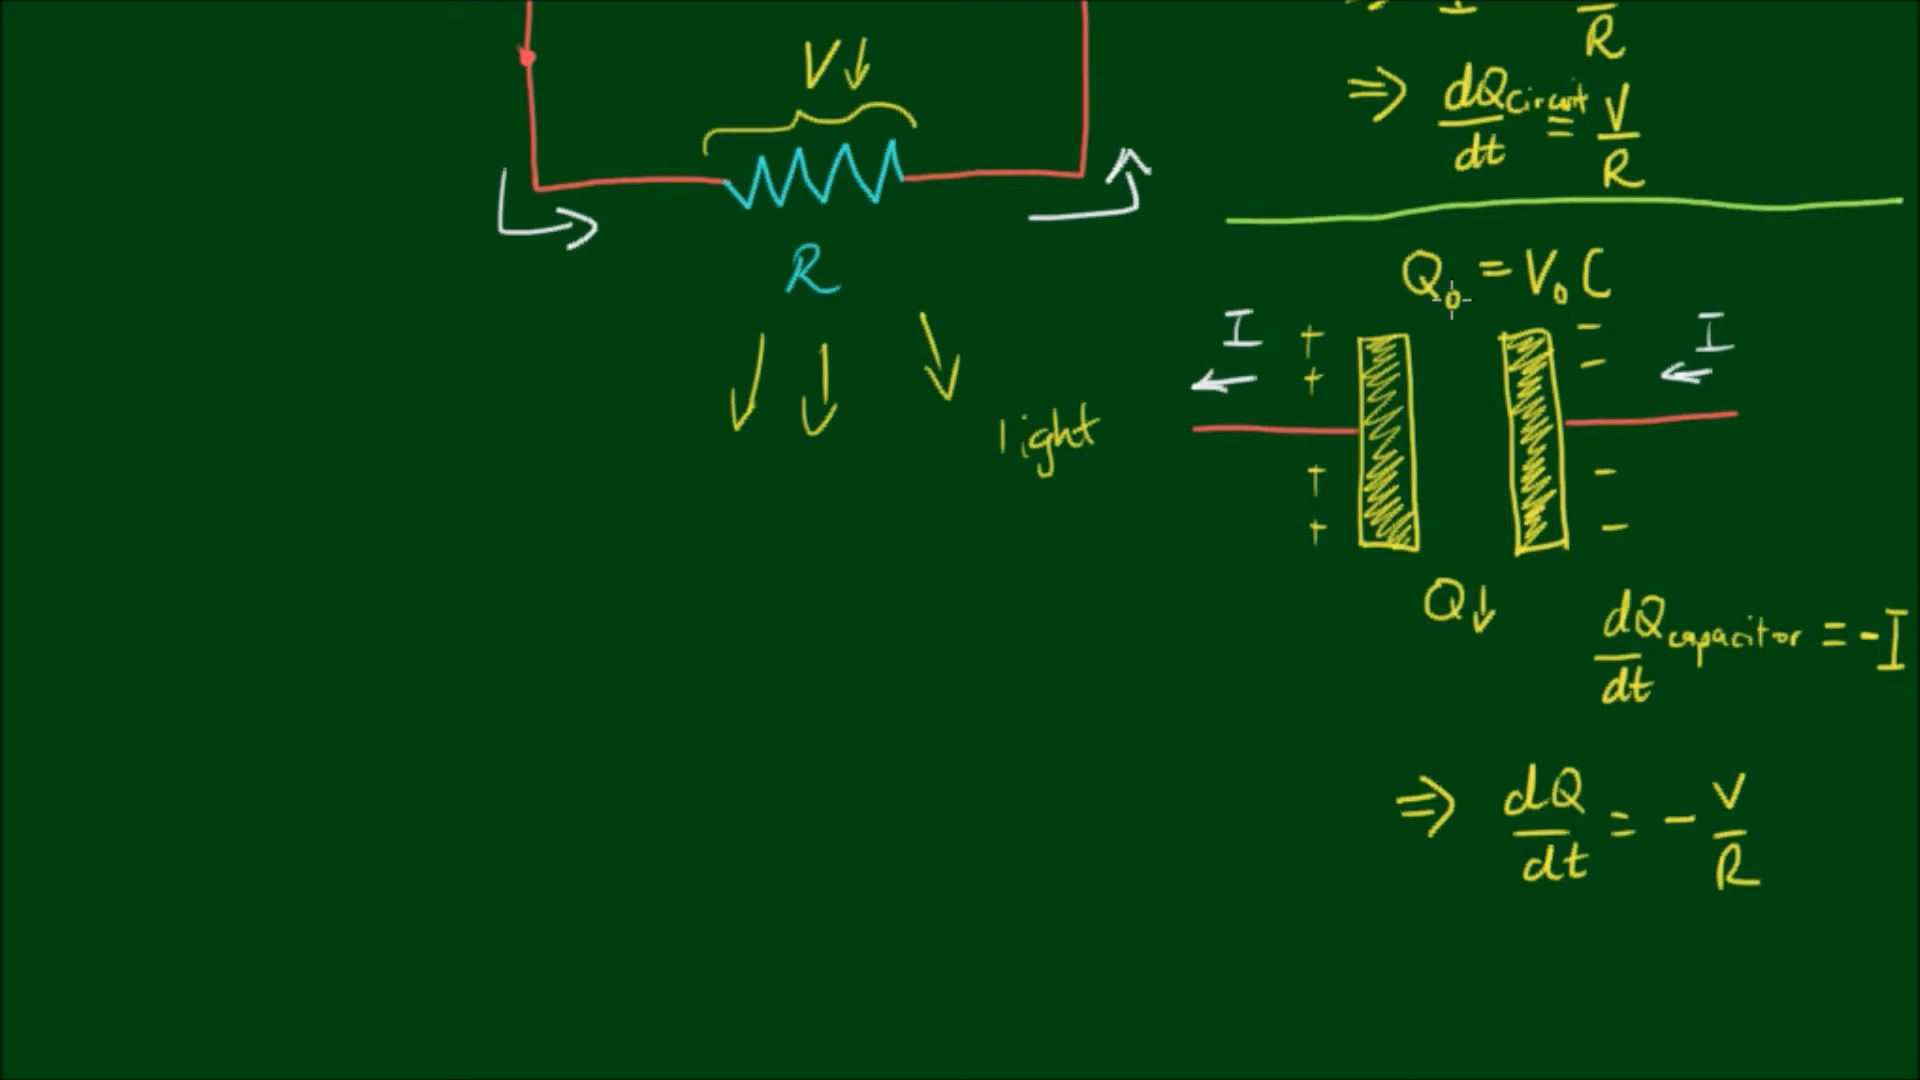 V↓
R
light
⇒ I
R
⇒ dQcircuit/dt = V/R
Q₀ = V₀C
I + + - - I
+ + - -
Q↓
dQcapacitor/dt = -I
⇒ dQ/dt = - V/R